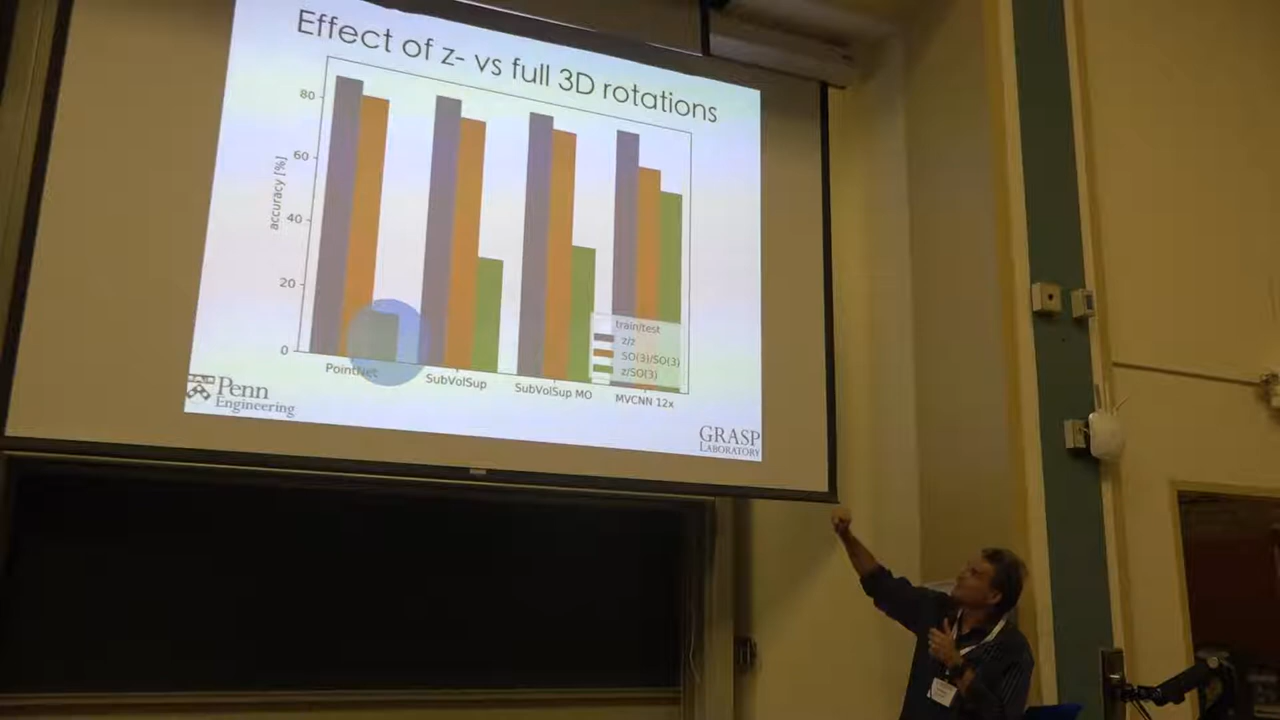 Effect of z- vs full 3D rotations
80
60
40
20
0
accuracy [%]
PointNet
SubVolSup
SubVolSup MO
MVCNN 12x
train/test
z/z
SO(3)/SO(3)
z/SO(3)
Penn
Engineering
GRASP
LABORATORY